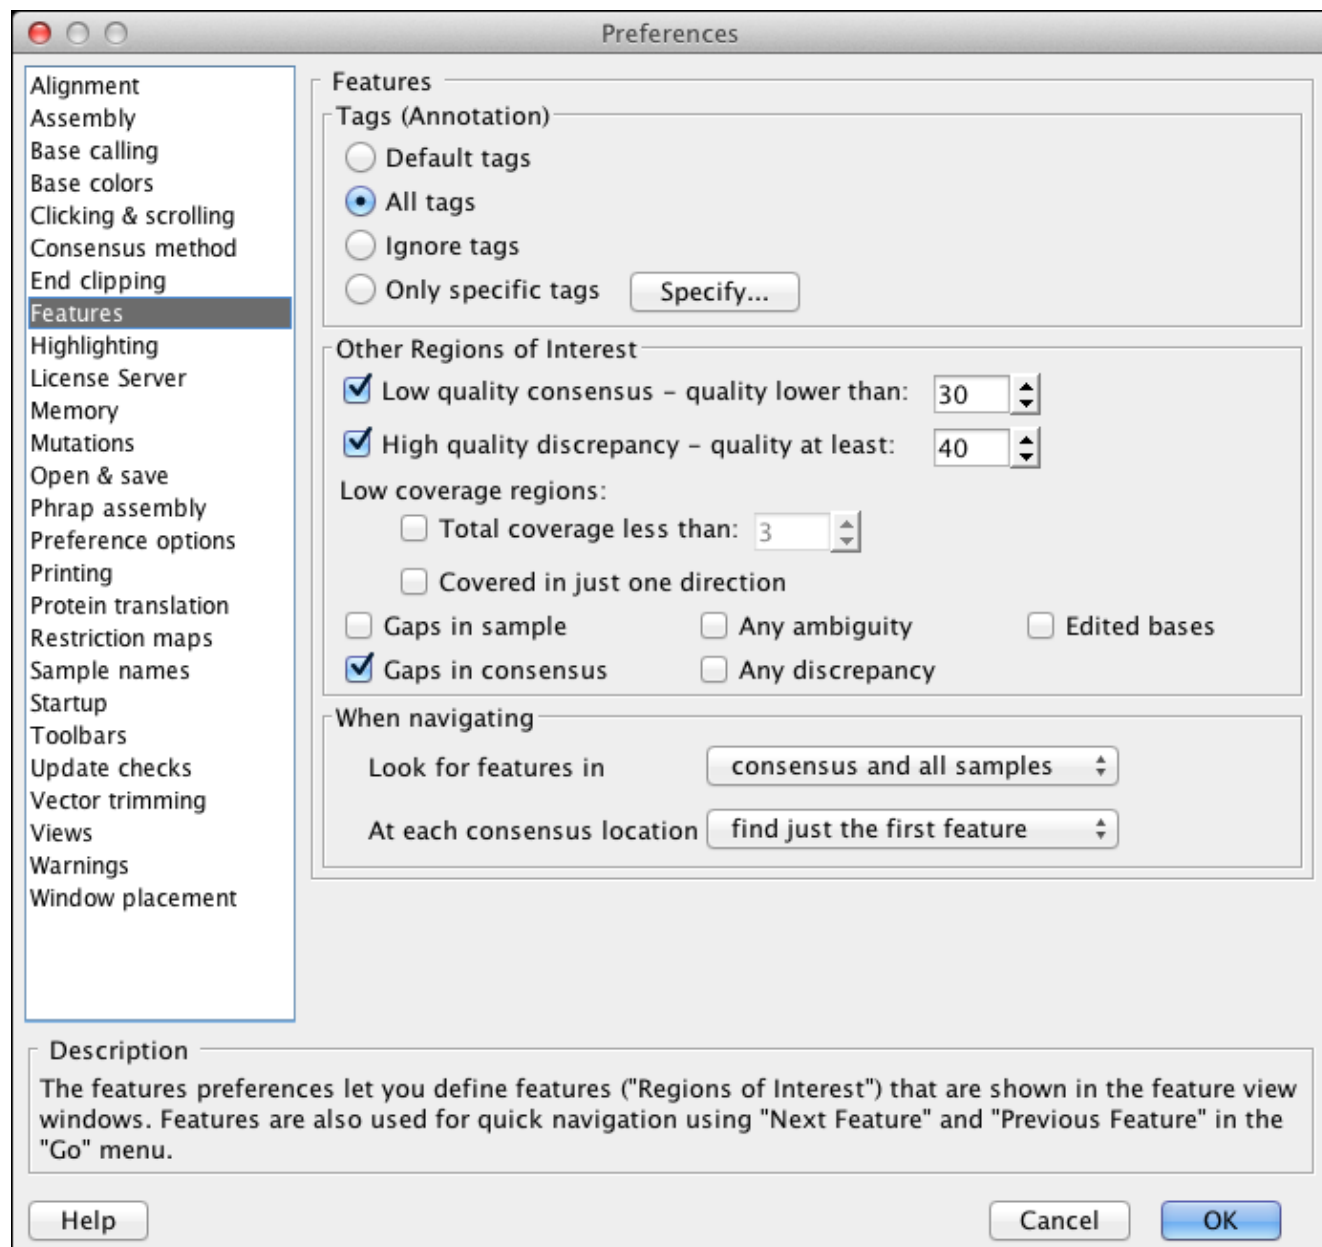 Preferences
Alignment
Assembly
Base calling
Base colors
Clicking & scrolling
Consensus method
End clipping
Features
Highlighting
License Server
Memory
Mutations
Open & save
Phrap assembly
Preference options
Printing
Protein translation
Restriction maps
Sample names
Startup
Toolbars
Update checks
Vector trimming
Views
Warnings
Window placement
Features
Tags (Annotation)
Default tags
All tags
Ignore tags
Only specific tags Specify...
Other Regions of Interest
Low quality consensus – quality lower than: 30
High quality discrepancy – quality at least: 40
Low coverage regions:
Total coverage less than: 3
Covered in just one direction
Gaps in sample Any ambiguity Edited bases
Gaps in consensus Any discrepancy
When navigating
Look for features in consensus and all samples
At each consensus location find just the first feature
Description
The features preferences let you define features ("Regions of Interest") that are shown in the feature view
windows. Features are also used for quick navigation using "Next Feature" and "Previous Feature" in the
"Go" menu.
Help Cancel OK